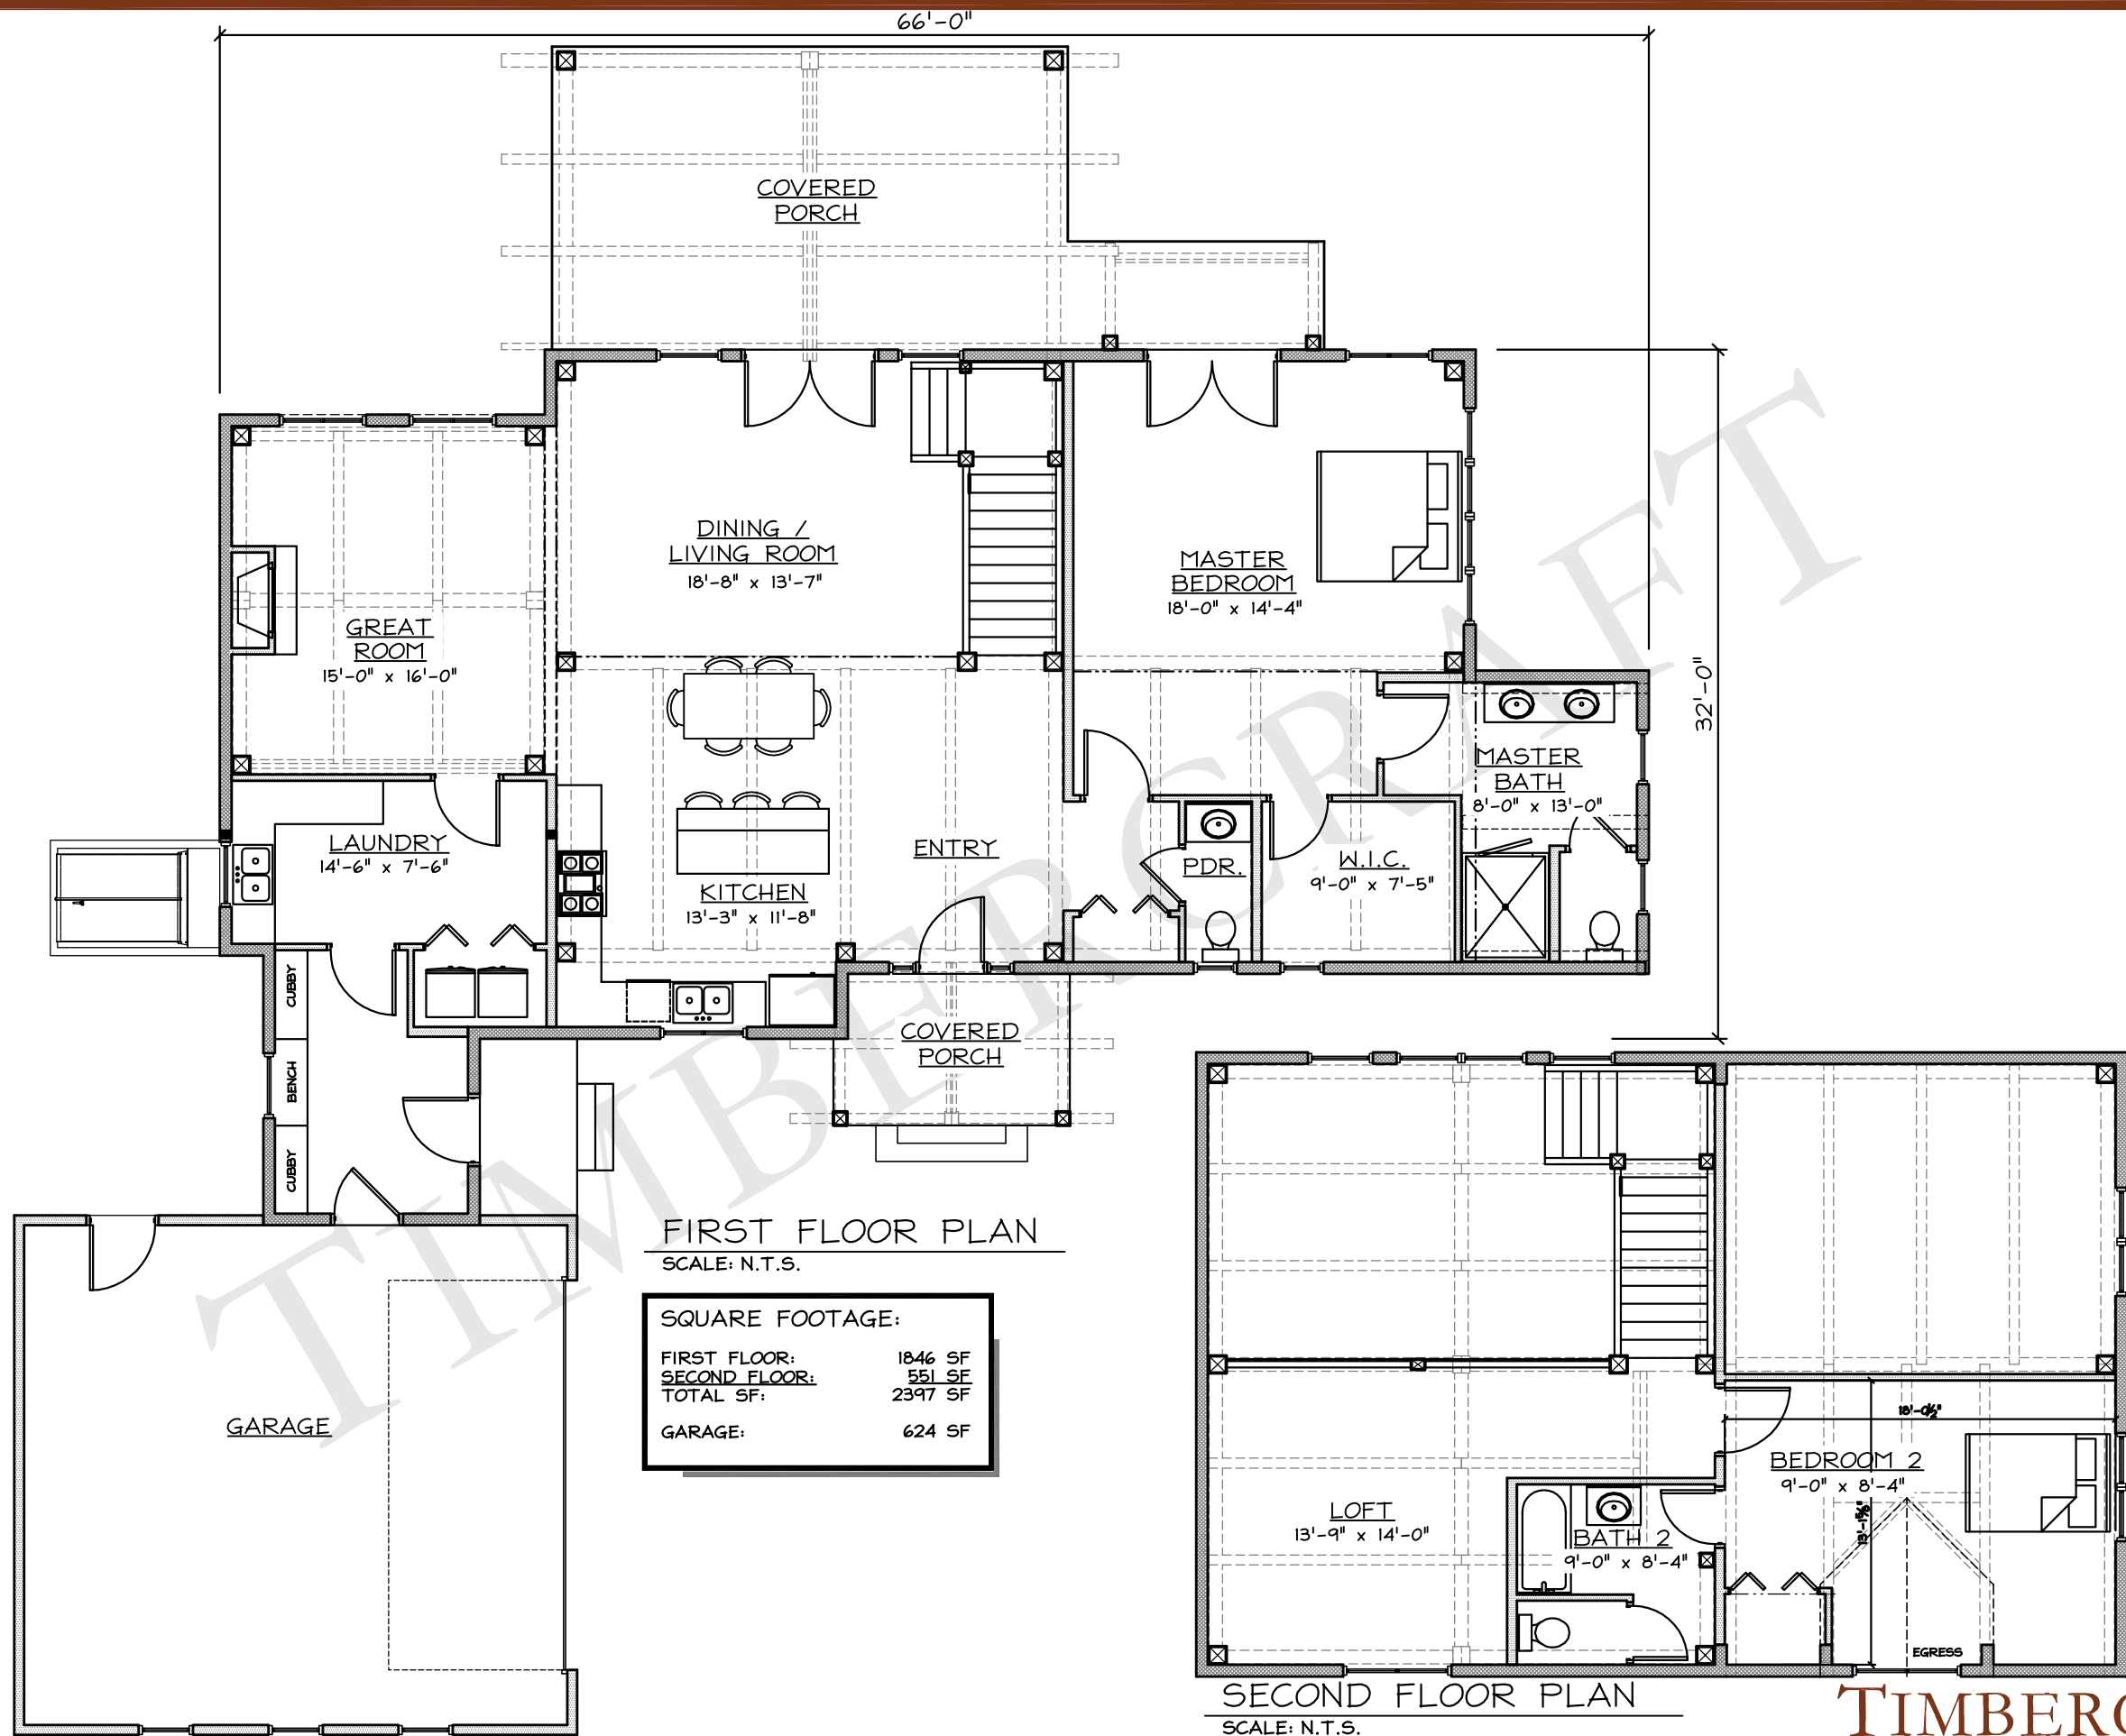 66'-0"
COVERED
PORCH
DINING /
LIVING ROOM
18'-8" x 13'-7"
MASTER
BEDROOM
18'-0" x 14'-4"
GREAT
ROOM
15'-0" x 16'-0"
32'-0"
MASTER
BATH
8'-0" x 13'-0"
LAUNDRY
14'-6" x 7'-6"
ENTRY
PDR.
W.I.C.
9'-0" x 7'-5"
KITCHEN
13'-3" x 11'-8"
CUBBY
BENCH
CUBBY
COVERED
PORCH
TIMBERCRAFT
FIRST FLOOR PLAN
SCALE: N.T.S.
SQUARE FOOTAGE:
FIRST FLOOR: 1846 SF
SECOND FLOOR: 551 SF
TOTAL SF: 2397 SF
GARAGE: 624 SF
GARAGE
18'-0½"
BEDROOM 2
9'-0" x 8'-4"
LOFT
13'-9" x 14'-0"
BATH 2
9'-0" x 8'-4"
EGRESS
SECOND FLOOR PLAN
SCALE: N.T.S.